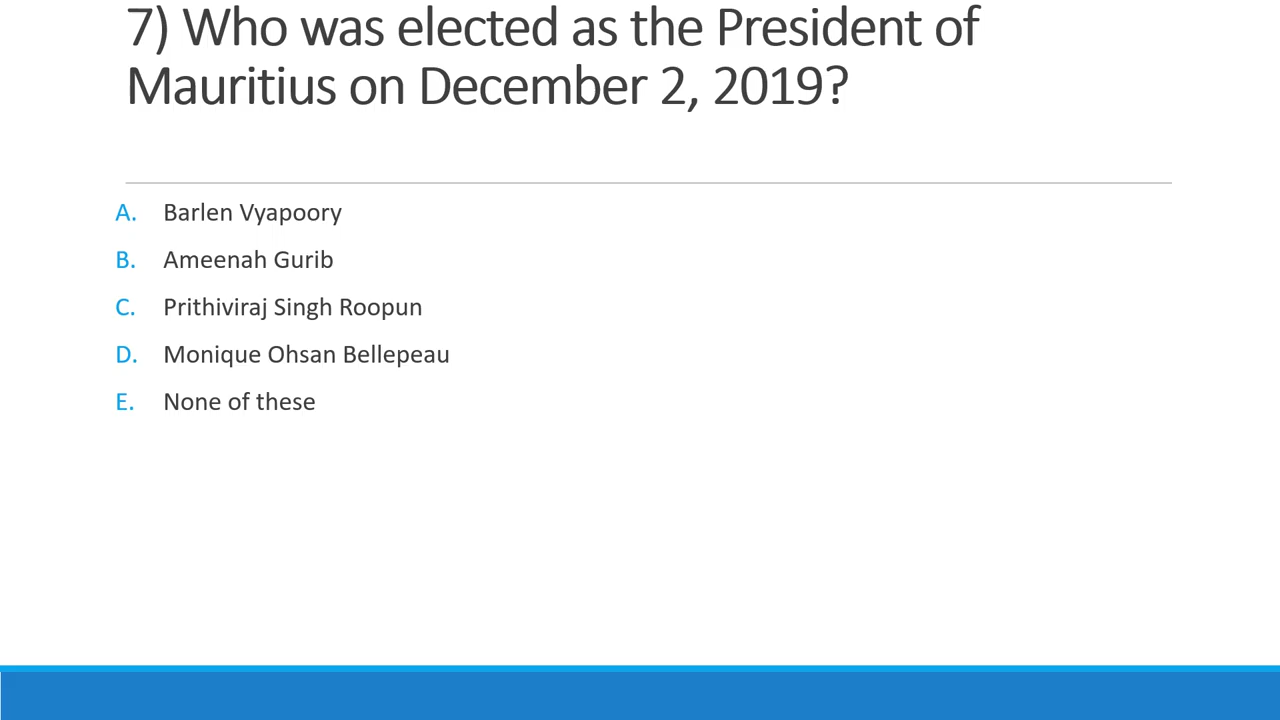 7) Who was elected as the President of
Mauritius on December 2, 2019?
A. Barlen Vyapoory
B. Ameenah Gurib
C. Prithiviraj Singh Roopun
D. Monique Ohsan Bellepeau
E. None of these